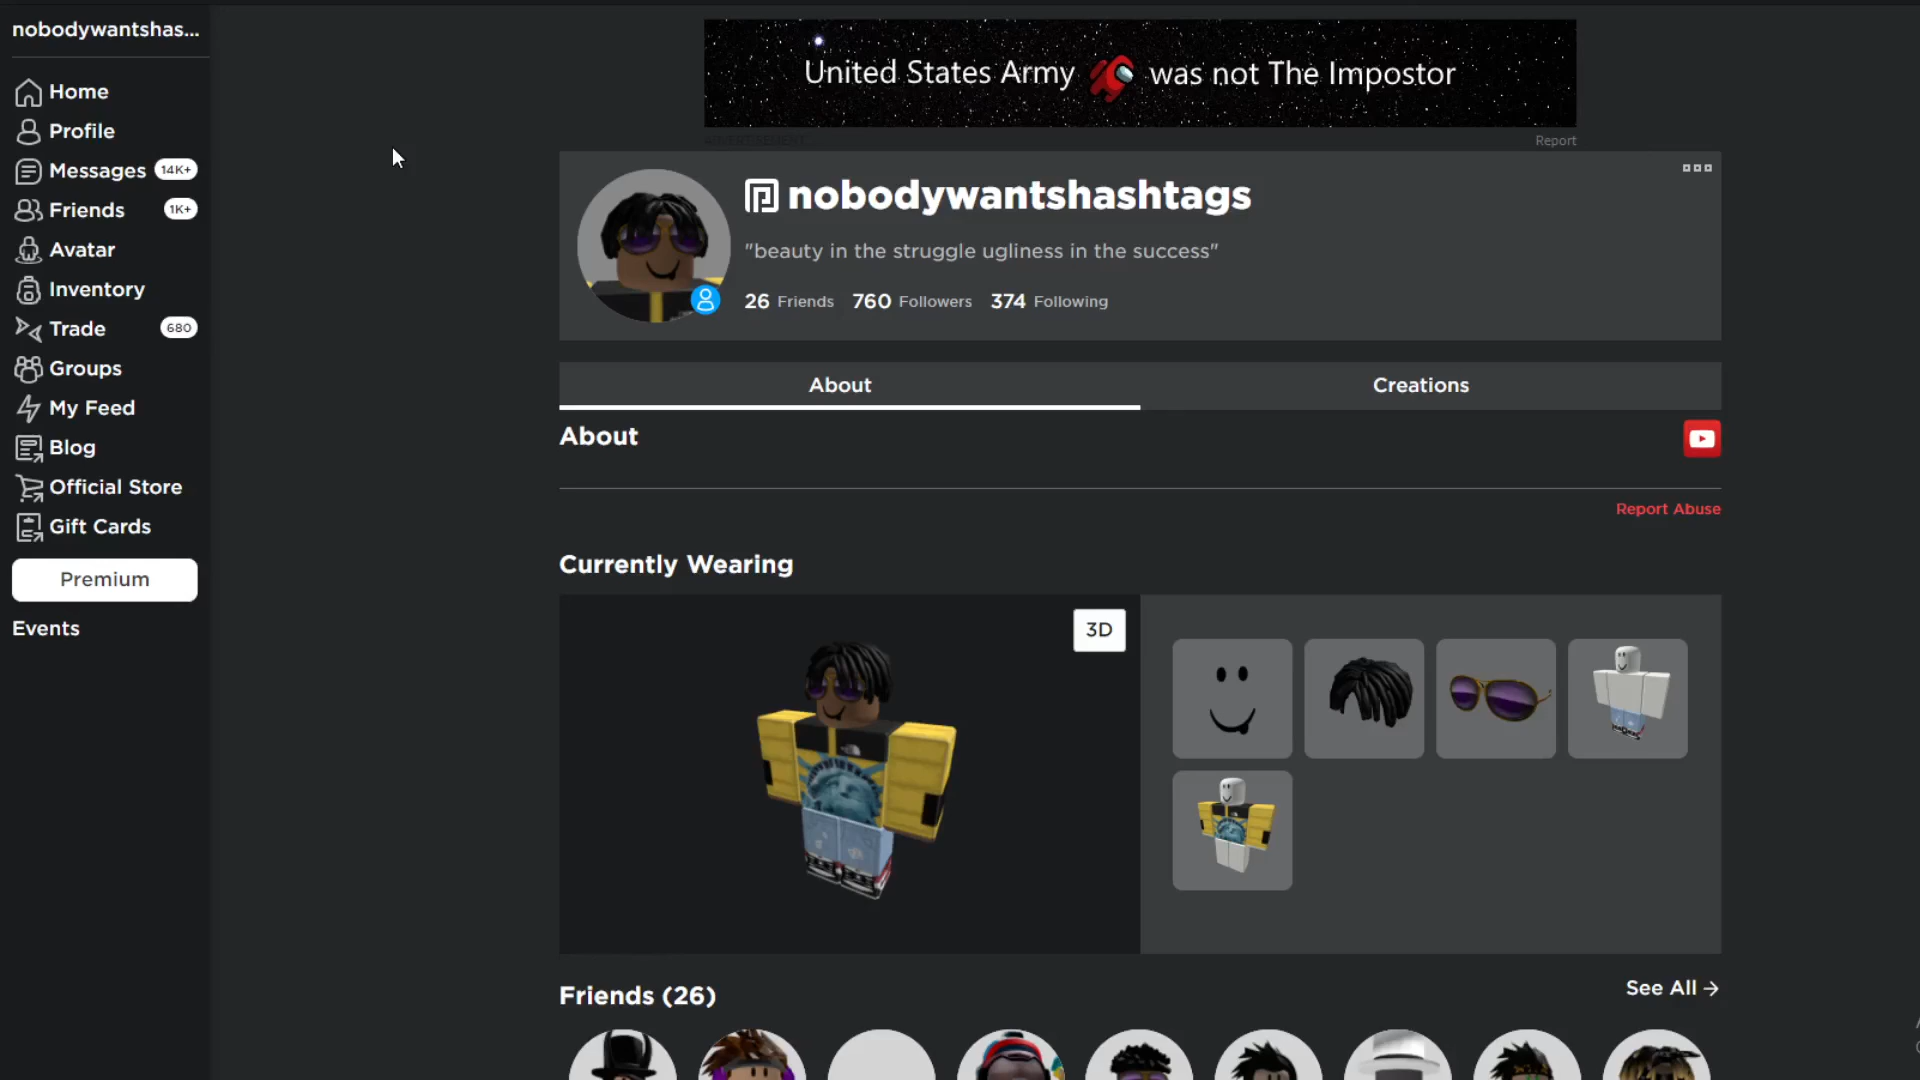 nobodywantshas...
Home
Profile
Messages 14K+
Friends 1K+
Avatar
Inventory
Trade 680
Groups
My Feed
Blog
Official Store
Gift Cards
Premium
Events
United States Army was not The Impostor
ADVERTISEMENT
Report
nobodywantshashtags
"beauty in the struggle ugliness in the success"
26 Friends 760 Followers 374 Following
About Creations
About
Report Abuse
Currently Wearing
3D
Friends (26)
See All →